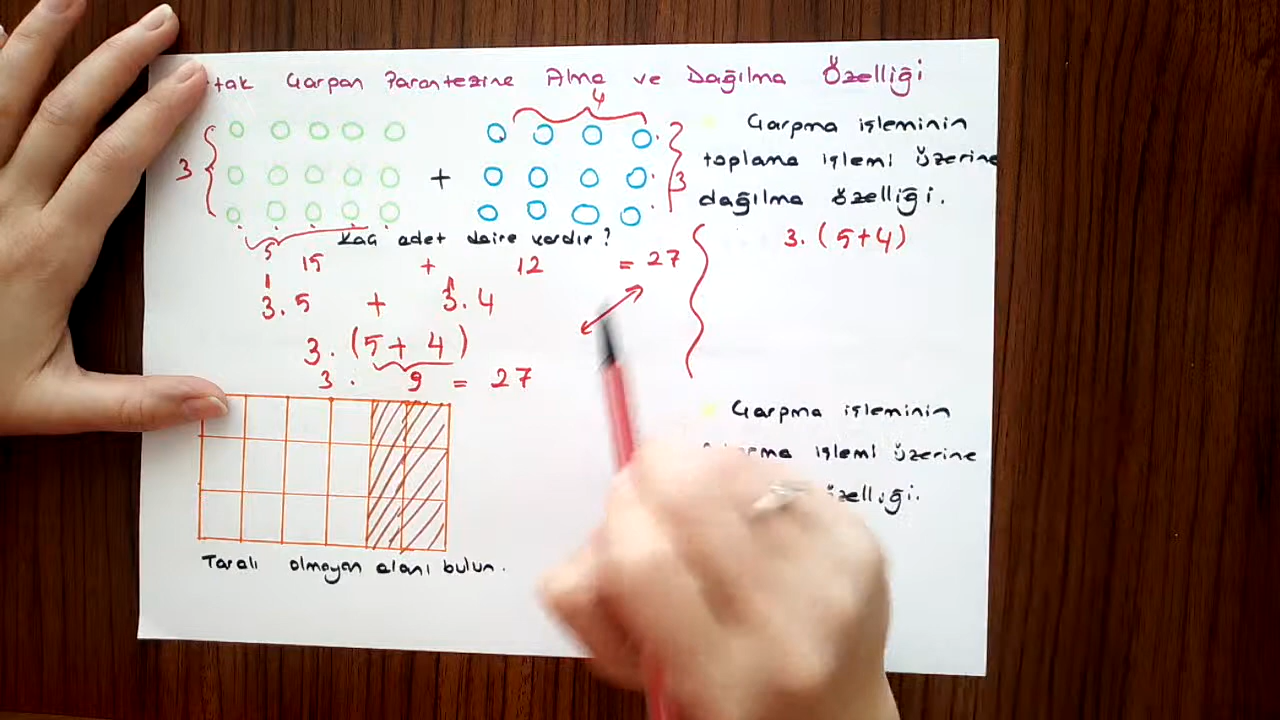 tak Çarpan Parantezine Alma ve Dağılma Özelliği
4
3
+
3
5
Kaç adet daire vardır?
15 + 12 = 27
3.5 + 3.4
3. (5+ 4)
3 . 9 = 27
Çarpma işleminin
toplama işlemi üzerine
dağılma özelliği.
3. (5+4)
Çarpma işleminin
işlemi üzerine
özelliği.
Taralı olmayan alanı bulun.